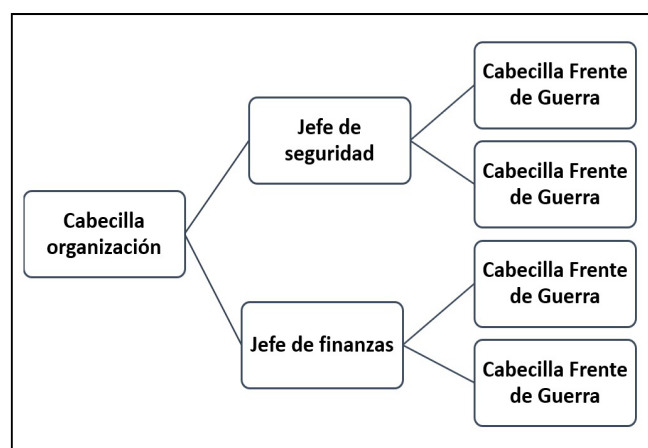 Cabecilla
organización
Jefe de
seguridad
Cabecilla Frente
de Guerra
Cabecilla Frente
de Guerra
Jefe de finanzas
Cabecilla Frente
de Guerra
Cabecilla Frente
de Guerra